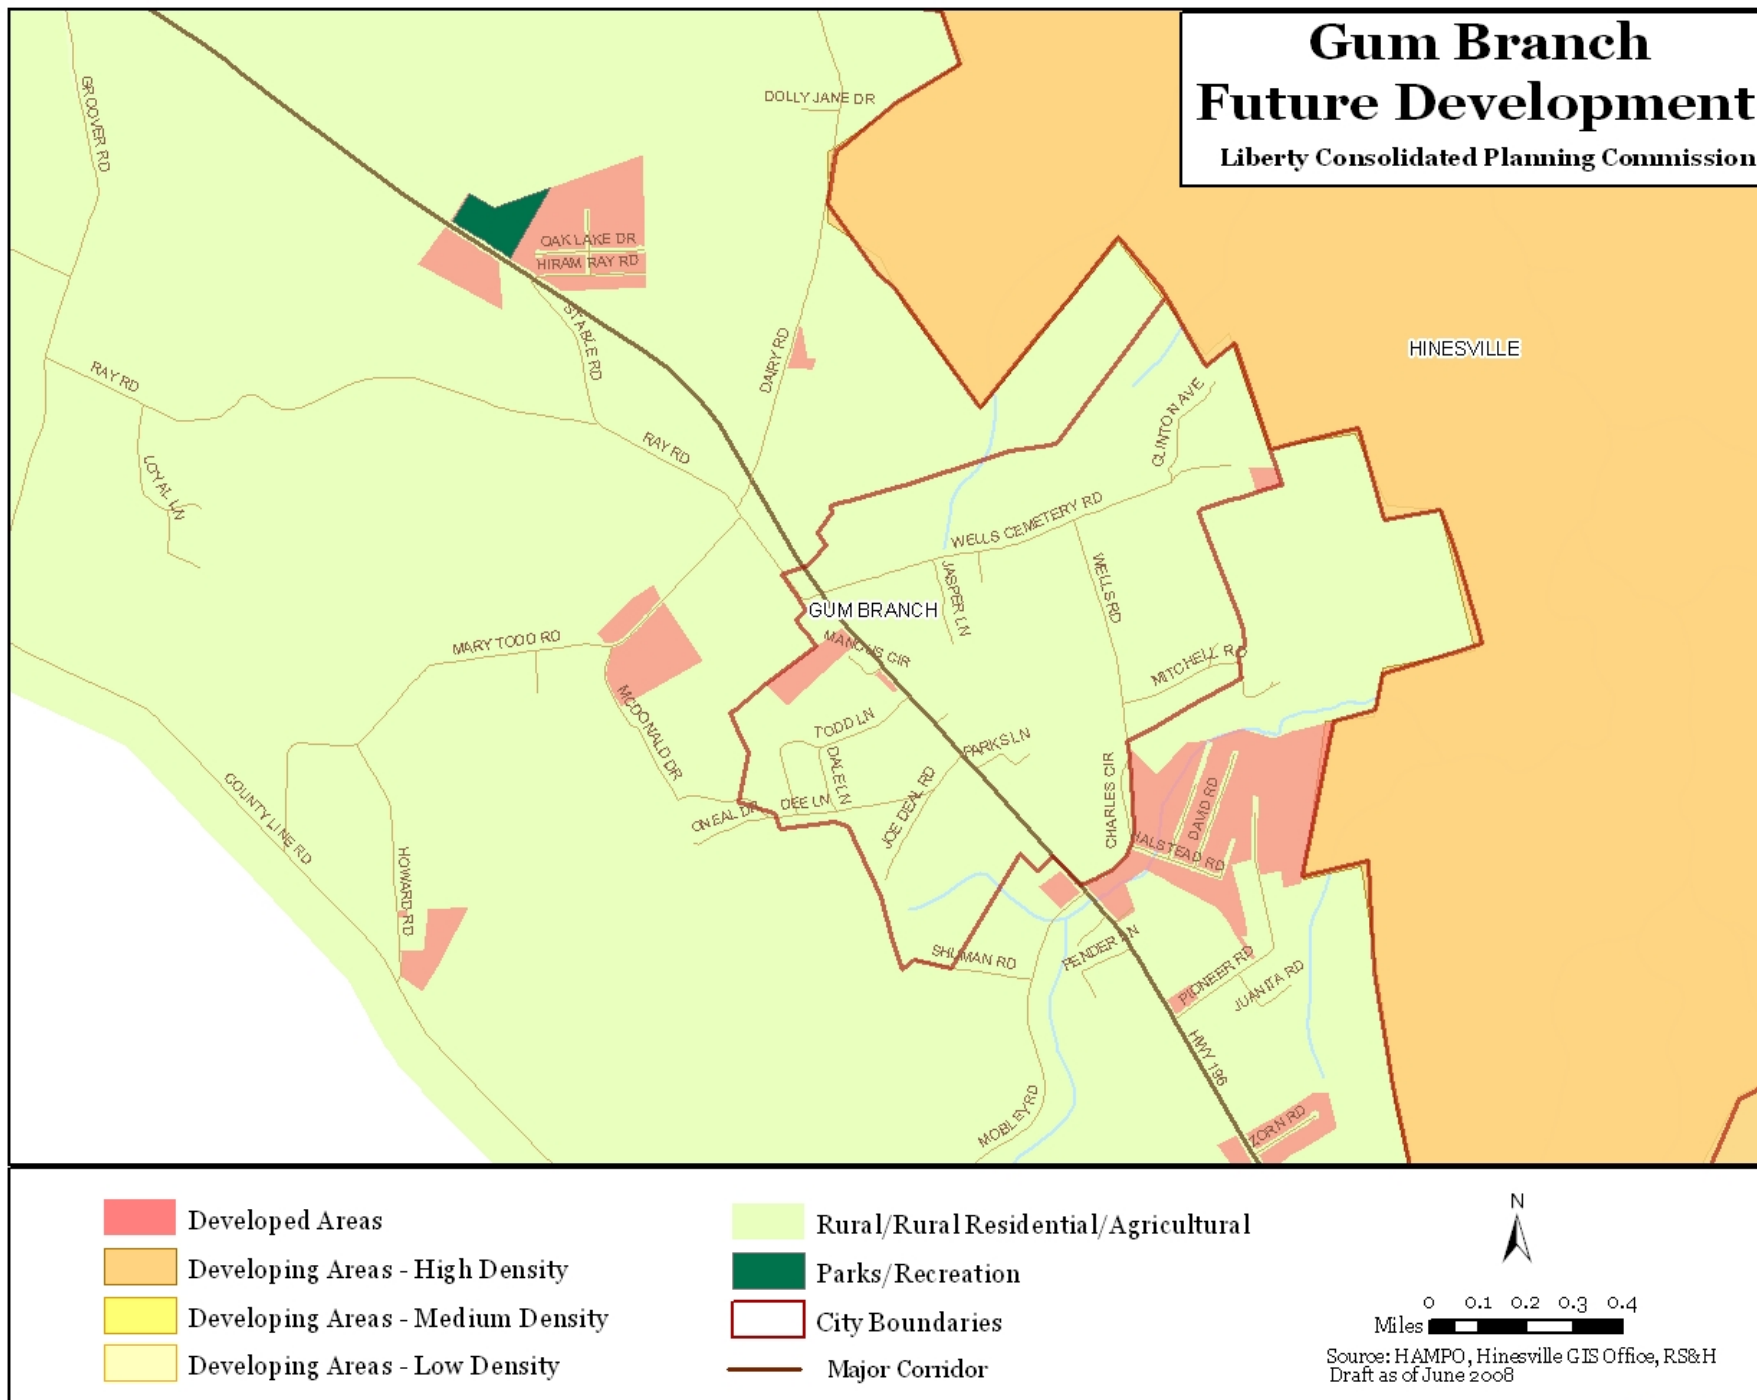 Gum Branch
Future Development
Liberty Consolidated Planning Commission
GROOVER RD
DOLLY JANE DR
OAK LAKE DR
HIRAM RAY RD
STABLE RD
DAIRY RD
HINESVILLE
RAY RD
RAY RD
LOYAL LN
CLINTON AVE
WELLS CEMETERY RD
JASPER LN
WELLS RD
GUM BRANCH
MANCUS CIR
MARY TODD RD
MITCHELL RD
MCDONALD DR
TODD LN
DALE LN
PARKS LN
DEE LN
ONEAL DR
JOE DEAL RD
CHARLES CIR
DAVID RD
HALSTEAD RD
COUNTY LINE RD
HOWARD RD
SHUMAN RD
FENDER LN
PIONEER RD
JUANITA RD
HWY 196
MOBLEY RD
ZORN RD
Developed Areas
Developing Areas - High Density
Developing Areas - Medium Density
Developing Areas - Low Density
Rural/Rural Residential/Agricultural
Parks/Recreation
City Boundaries
Major Corridor
N
0 0.1 0.2 0.3 0.4
Miles
Source: HAMPO, Hinesville GIS Office, RS&H
Draft as of June 2008